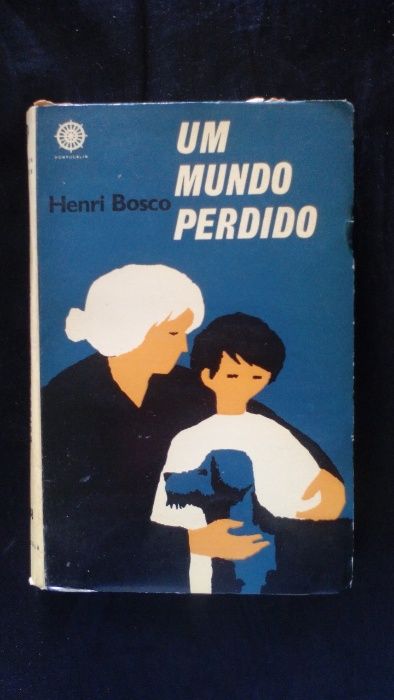 PORTUGÁLIA
UM
MUNDO
PERDIDO
Henri Bosco